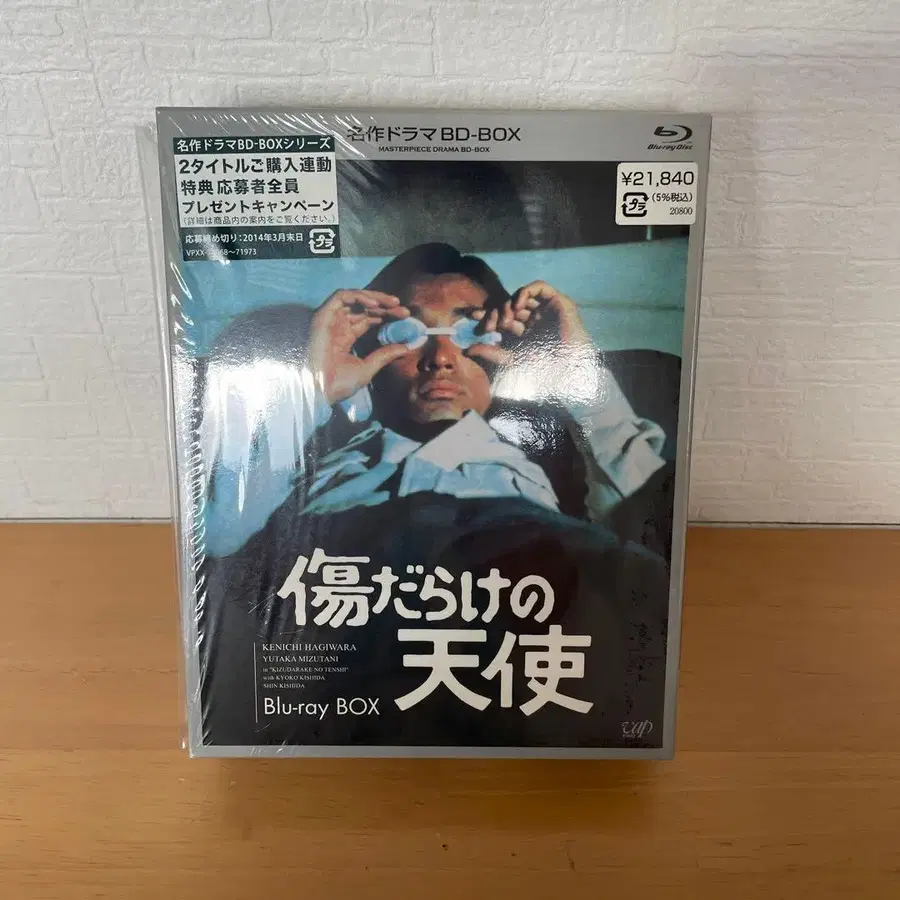 名作ドラマBD-BOX
MASTERPIECE DRAMA BD-BOX
Blu-ray Disc
名作ドラマBD-BOXシリーズ
2タイトルご購入連動
特典 応募者全員
プレゼントキャンペーン
(詳細は商品内の案内をご覧ください。)
応募締め切り:2014年3月末日
プラ
¥21,840
プラ
(5%税込)
20800
傷だらけの
天使
KENICHI HAGIWARA
YUTAKA MIZUTANI
in "KIZUDARAKE NO TENSHI"
with KYOKO KISHIDA
SHIN KISHIDA
Blu-ray BOX
vap